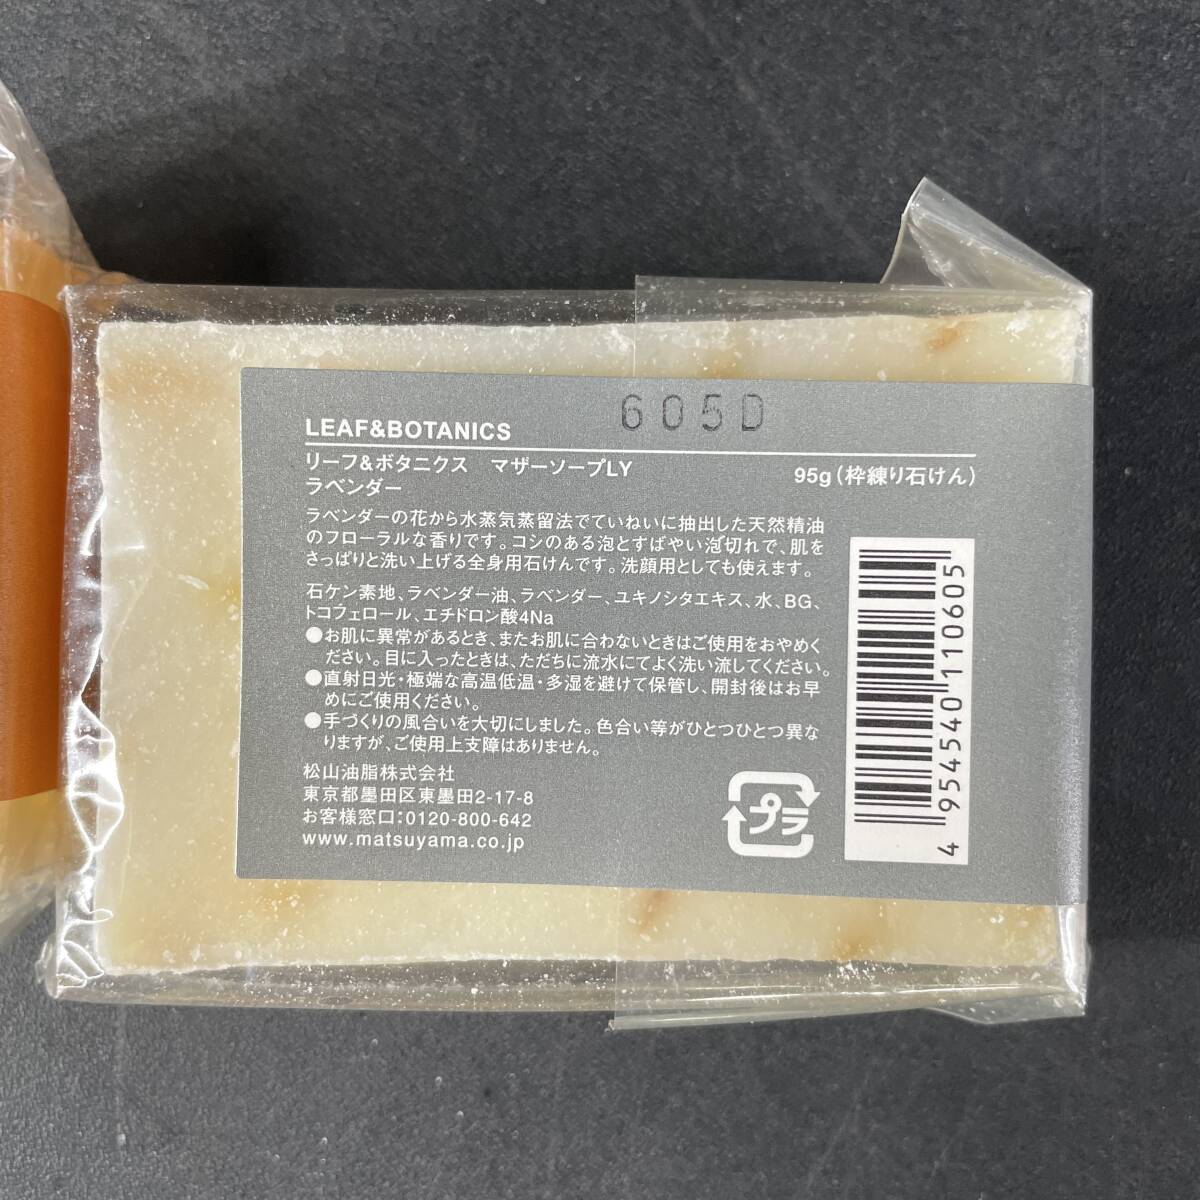 605D
LEAF&BOTANICS
リーフ&ボタニクス　マザーソープLY
ラベンダー
95g(枠練り石けん)
ラベンダーの花から水蒸気蒸留法でていねいに抽出した天然精油
のフローラルな香りです。コシのある泡とすばやい泡切れで、肌を
さっぱりと洗い上げる全身用石けんです。洗顔用としても使えます。
石ケン素地、ラベンダー油、ラベンダー、ユキノシタエキス、水、BG、
トコフェロール、エチドロン酸4Na
●お肌に異常があるとき、またお肌に合わないときはご使用をおやめく
ださい。目に入ったときは、ただちに流水にてよく洗い流してください。
●直射日光・極端な高温低温・多湿を避けて保管し、開封後はお早
めにご使用ください。
●手づくりの風合いを大切にしました。色合い等がひとつひとつ異な
りますが、ご使用上支障はありません。
松山油脂株式会社
東京都墨田区東墨田2-17-8
お客様窓口:0120-800-642
www.matsuyama.co.jp
プラ
4 954540 110605